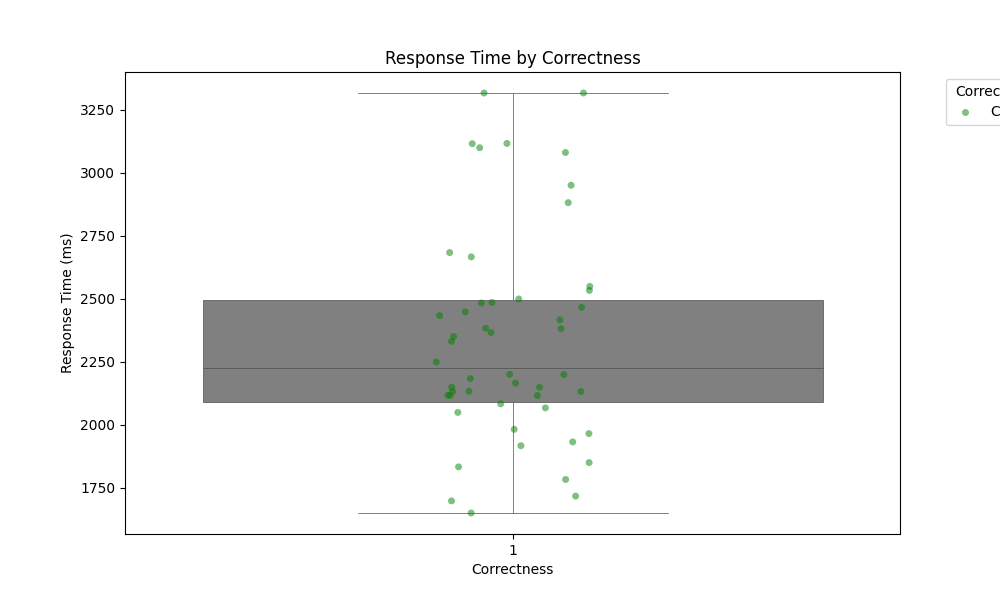 Response Time by Correctness
Correc
C
3250
3000
2750
2500
2250
2000
1750
Response Time (ms)
1
Correctness